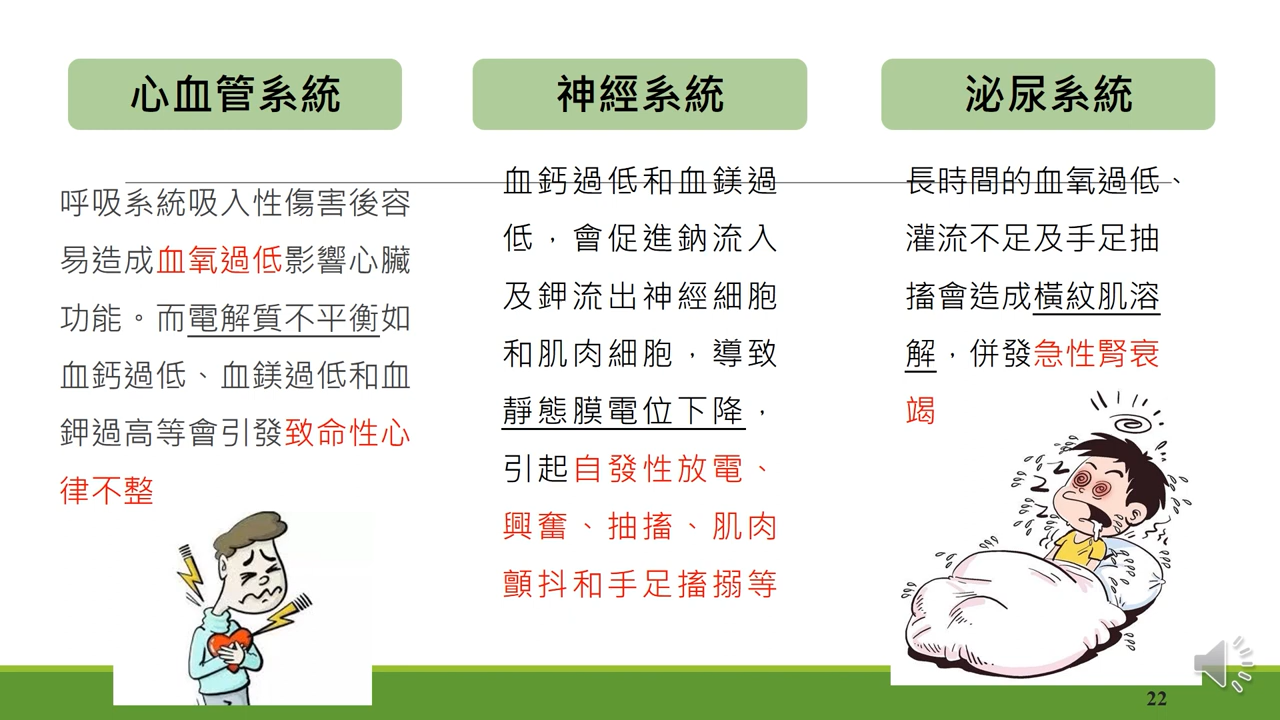 心血管系統
呼吸系統吸入性傷害後容
易造成血氧過低影響心臟
功能。而電解質不平衡如
血鈣過低、血鎂過低和血
鉀過高等會引發致命性心
律不整
神經系統
血鈣過低和血鎂過
低，會促進鈉流入
及鉀流出神經細胞
和肌肉細胞，導致
靜態膜電位下降，
引起自發性放電、
興奮、抽搐、肌肉
顫抖和手足搐搦等
泌尿系統
長時間的血氧過低、
灌流不足及手足抽
搐會造成橫紋肌溶
解，併發急性腎衰
竭
22